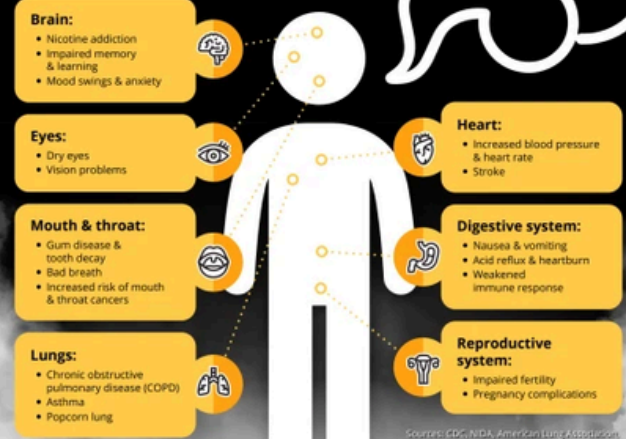 Brain:
• Nicotine addiction
• Impaired memory
& learning
• Mood swings & anxiety
Eyes:
• Dry eyes
• Vision problems
Mouth & throat:
• Gum disease &
tooth decay
• Bad breath
• Increased risk of mouth
& throat cancers
Lungs:
• Chronic obstructive
pulmonary disease (COPD)
• Asthma
• Popcorn lung
Heart:
• Increased blood pressure
& heart rate
• Stroke
Digestive system:
• Nausea & vomiting
• Acid reflux & heartburn
• Weakened
immune response
Reproductive
system:
• Impaired fertility
• Pregnancy complications
Sources: CDC, NIDA, American Lung Association